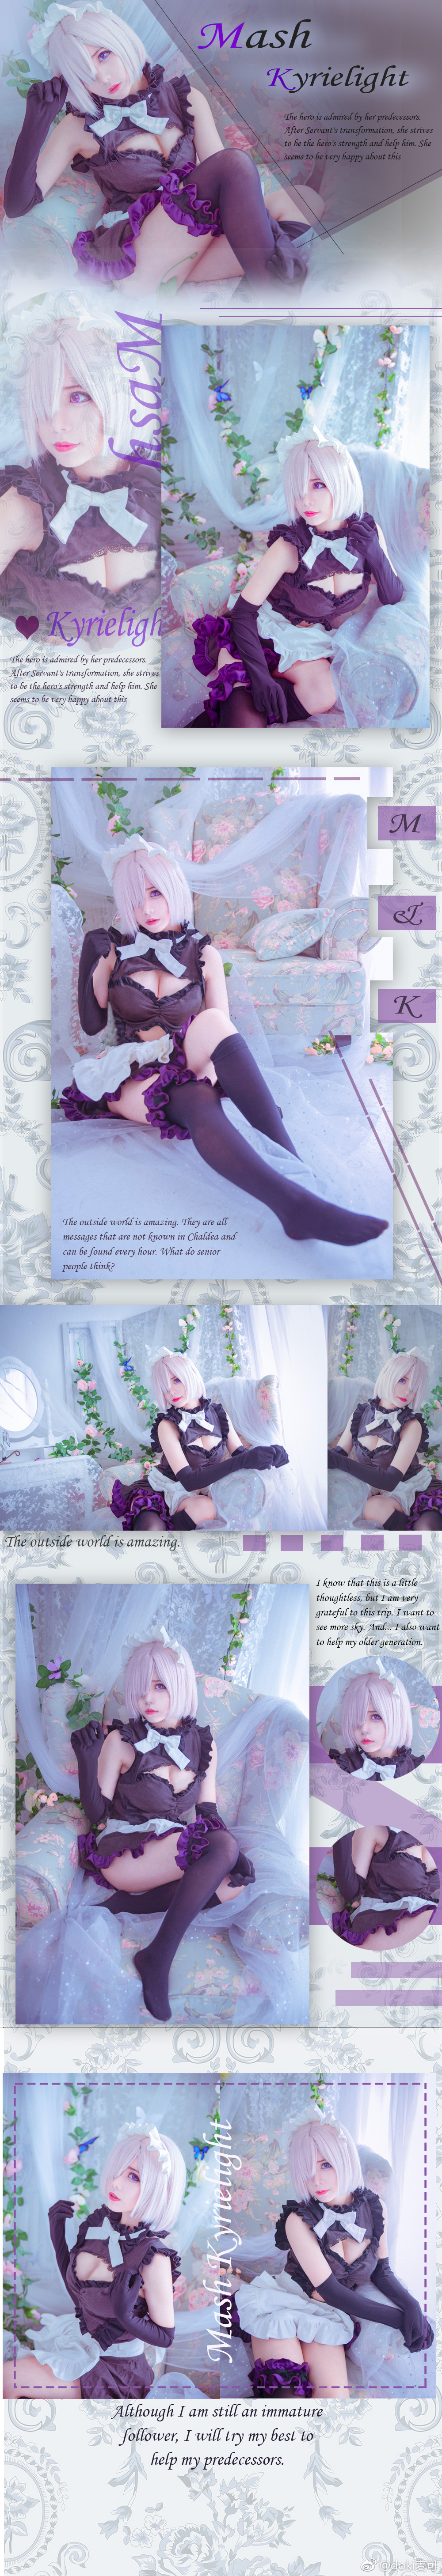 Mash
Kyrielight
The hero is admired by her predecessors.
After Servant's transformation, she strives
to be the hero's strength and help him. She
seems to be very happy about this
Mash
Kyrieligh
The hero is admired by her predecessors.
After Servant's transformation, she strives
to be the hero's strength and help him. She
seems to be very happy about this
M
&
K
The outside world is amazing. They are all
messages that are not known in Chaldea and
can be found every hour. What do senior
people think?
The outside world is amazing.
I know that this is a little
thoughtless, but I am very
grateful to this trip. I want to
see more sky. And... I also want
to help my older generation.
Mash Kyrielight
Although I am still an immature
follower, I will try my best to
help my predecessors.